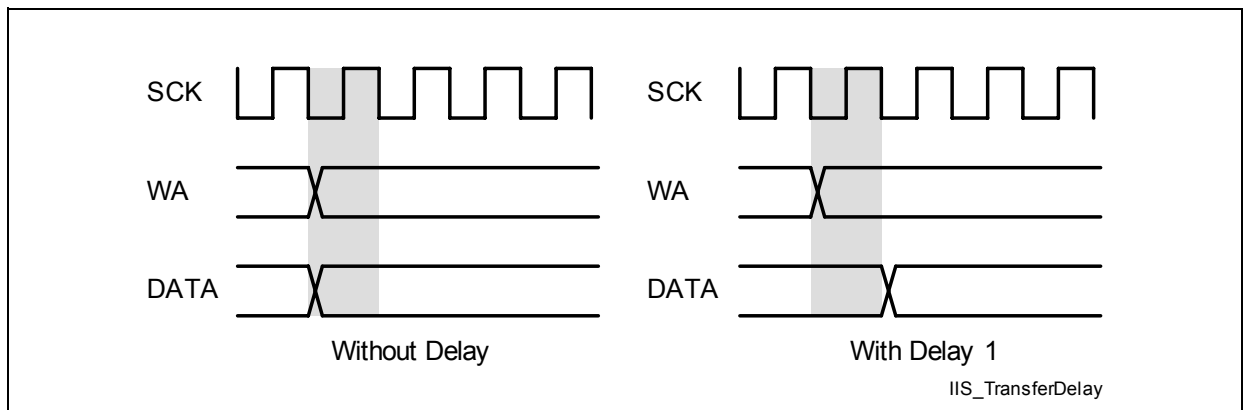 SCK
WA
DATA
Without Delay
SCK
WA
DATA
With Delay 1
IIS_TransferDelay